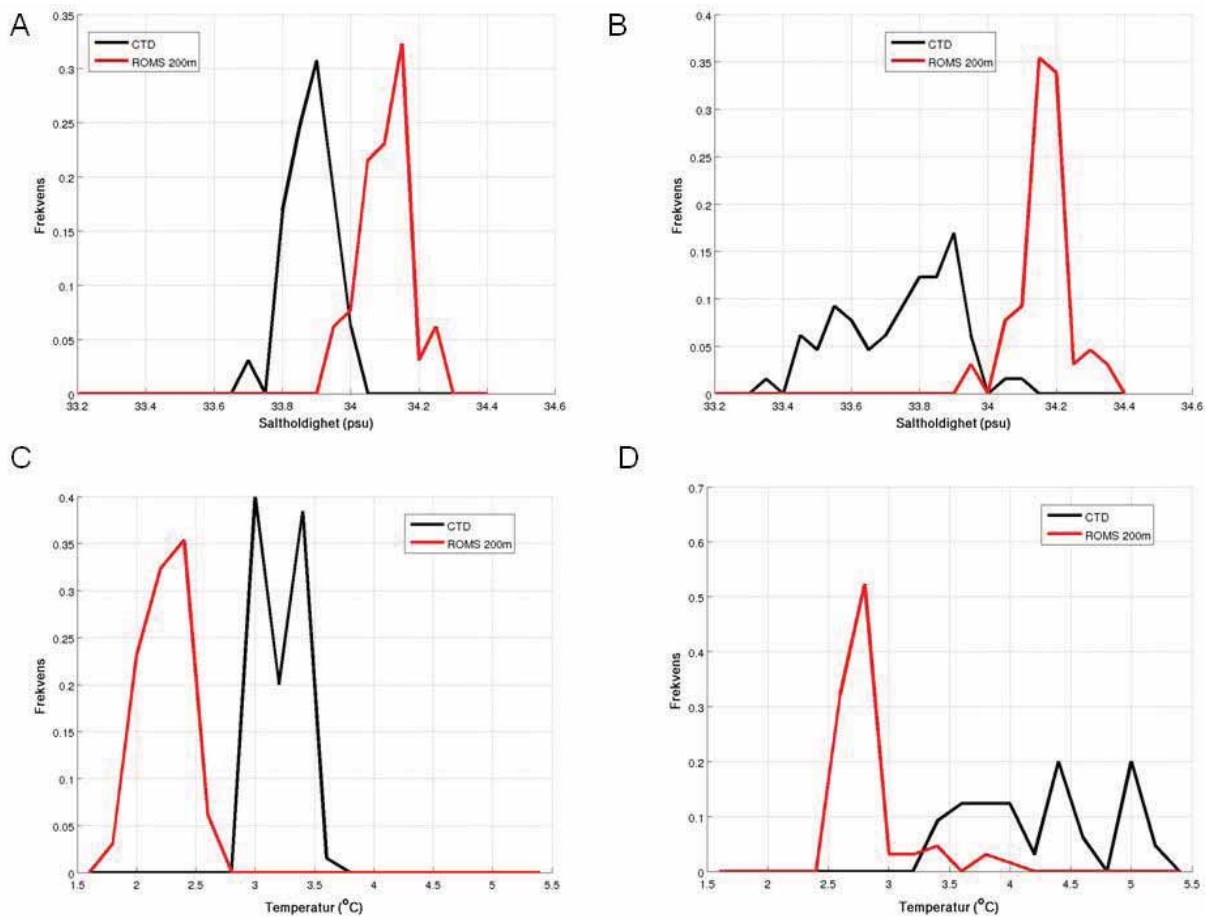 A
0.35
0.3
0.25
0.2
0.15
0.1
0.05
0
Frekvens
CTD
ROMS 200m
33.2 33.4 33.6 33.8 34 34.2 34.4 34.6
Saltholdighet (psu)
B
0.4
0.35
0.3
0.25
0.2
0.15
0.1
0.05
0
Frekvens
CTD
ROMS 200m
33.2 33.4 33.6 33.8 34 34.2 34.4 34.6
Saltholdighet (psu)
C
0.4
0.35
0.3
0.25
0.2
0.15
0.1
0.05
0
Frekvens
CTD
ROMS 200m
1.5 2 2.5 3 3.5 4 4.5 5 5.5
Temperatur (°C)
D
0.7
0.6
0.5
0.4
0.3
0.2
0.1
0
Frekvens
CTD
ROMS 200m
1.5 2 2.5 3 3.5 4 4.5 5 5.5
Temperatur (°C)